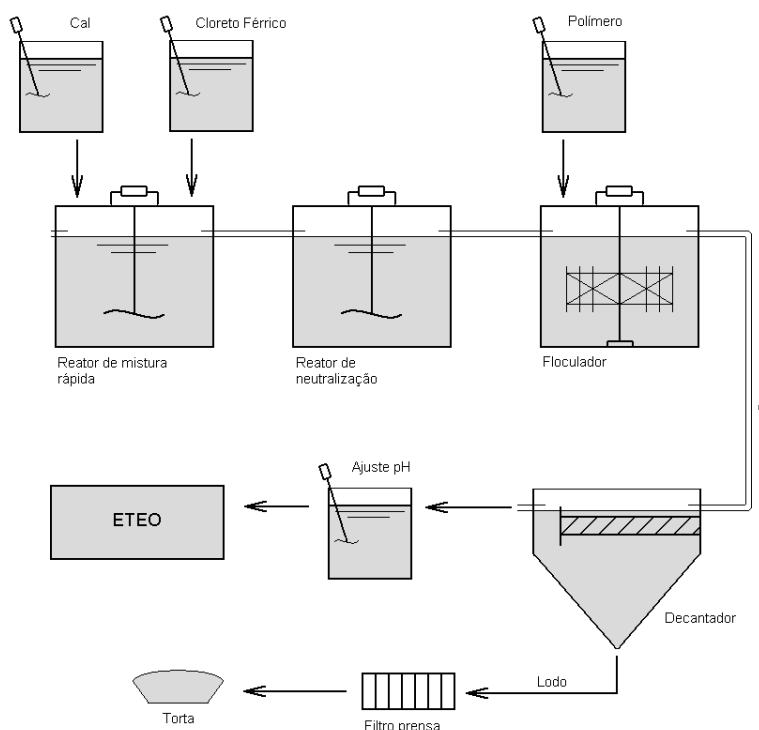 Cal
Cloreto Férrico
Polímero
Reator de mistura
rápida
Reator de
neutralização
Floculador
Ajuste pH
ETEO
Decantador
Lodo
Torta
Filtro prensa